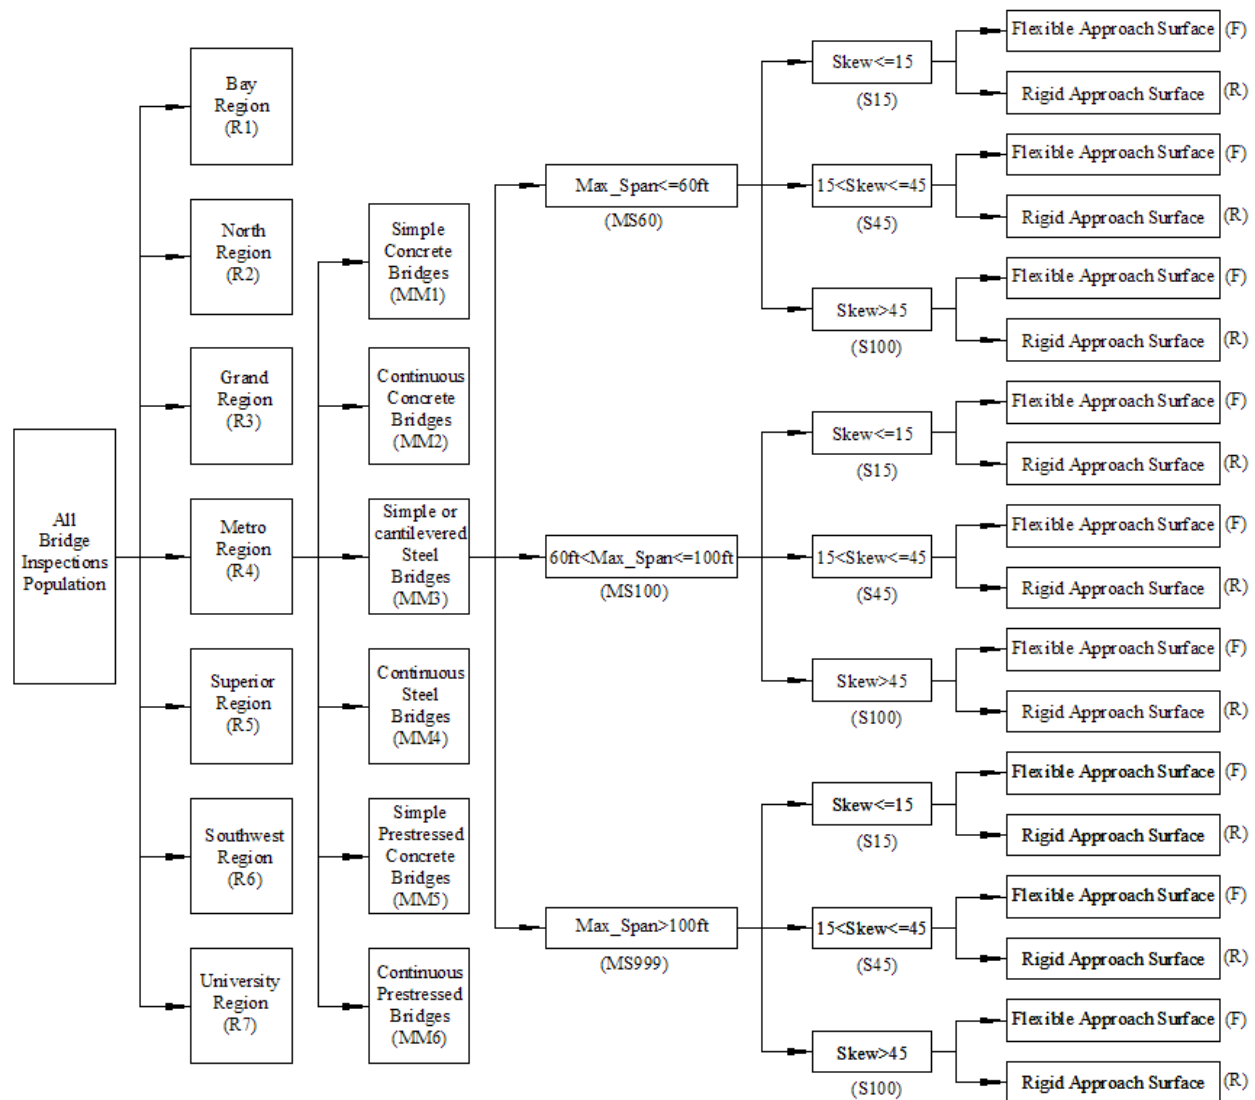 All
Bridge
Inspections
Population
Bay
Region
(R1)
North
Region
(R2)
Grand
Region
(R3)
Metro
Region
(R4)
Superior
Region
(R5)
Southwest
Region
(R6)
University
Region
(R7)
Simple
Concrete
Bridges
(MM1)
Continuous
Concrete
Bridges
(MM2)
Simple or
cantilevered
Steel
Bridges
(MM3)
Continuous
Steel
Bridges
(MM4)
Simple
Prestressed
Concrete
Bridges
(MM5)
Continuous
Prestressed
Bridges
(MM6)
Max_Span<=60ft
(MS60)
60ft<Max_Span<=100ft
(MS100)
Max_Span>100ft
(MS999)
Skew<=15
(S15)
15<Skew<=45
(S45)
Skew>45
(S100)
Skew<=15
(S15)
15<Skew<=45
(S45)
Skew>45
(S100)
Skew<=15
(S15)
15<Skew<=45
(S45)
Skew>45
(S100)
Flexible Approach Surface (F)
Rigid Approach Surface (R)
Flexible Approach Surface (F)
Rigid Approach Surface (R)
Flexible Approach Surface (F)
Rigid Approach Surface (R)
Flexible Approach Surface (F)
Rigid Approach Surface (R)
Flexible Approach Surface (F)
Rigid Approach Surface (R)
Flexible Approach Surface (F)
Rigid Approach Surface (R)
Flexible Approach Surface (F)
Rigid Approach Surface (R)
Flexible Approach Surface (F)
Rigid Approach Surface (R)
Flexible Approach Surface (F)
Rigid Approach Surface (R)